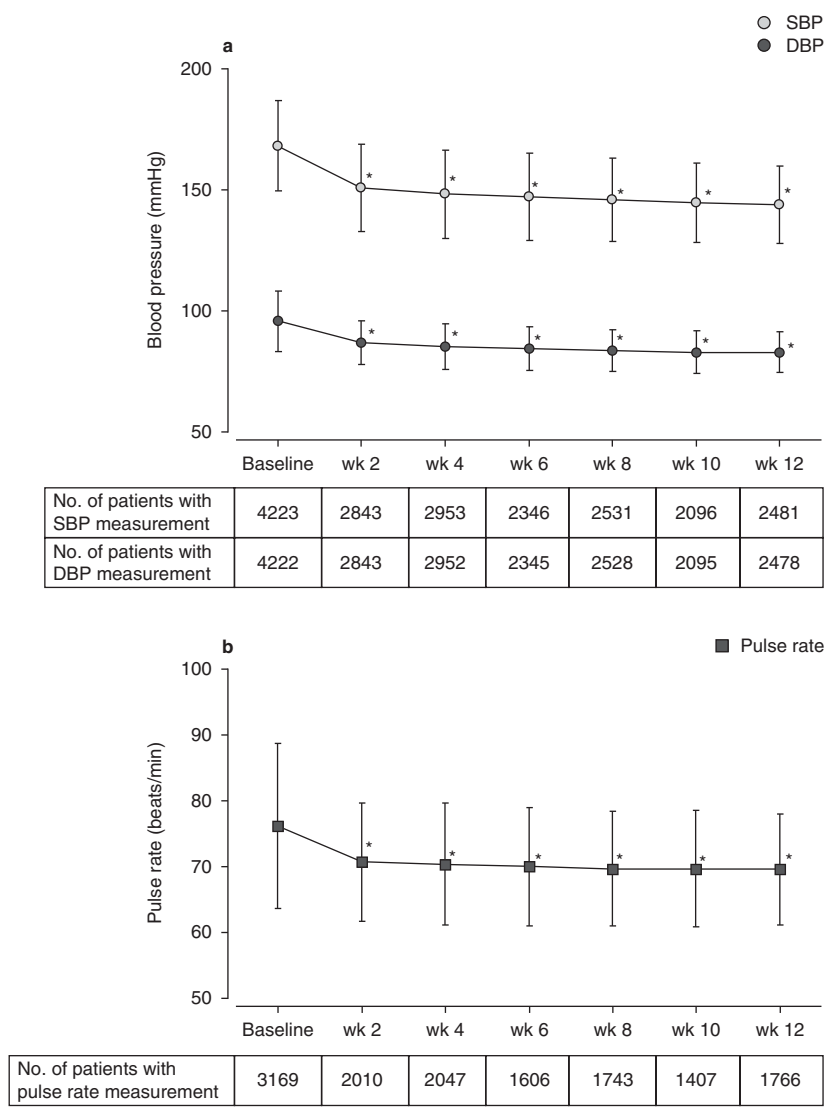 SBP
DBP
a
200
150
100
50
Blood pressure (mmHg)
*
*
*
*
*
*
*
*
*
*
*
*
Baseline wk 2 wk 4 wk 6 wk 8 wk 10 wk 12
No. of patients with
SBP measurement
4223 2843 2953 2346 2531 2096 2481
No. of patients with
DBP measurement
4222 2843 2952 2345 2528 2095 2478
b
Pulse rate
100
90
80
70
60
50
Pulse rate (beats/min)
*
*
*
*
*
*
Baseline wk 2 wk 4 wk 6 wk 8 wk 10 wk 12
No. of patients with
pulse rate measurement
3169 2010 2047 1606 1743 1407 1766